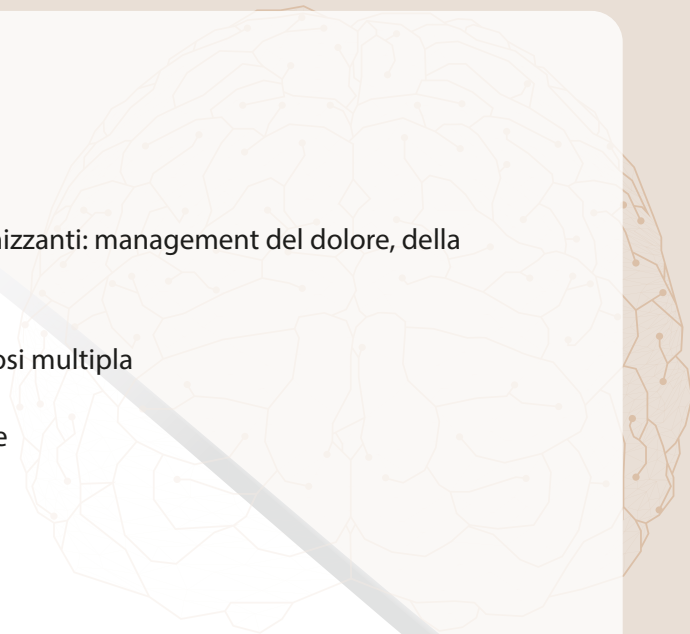 izzanti: management del dolore, della
osi multipla
e